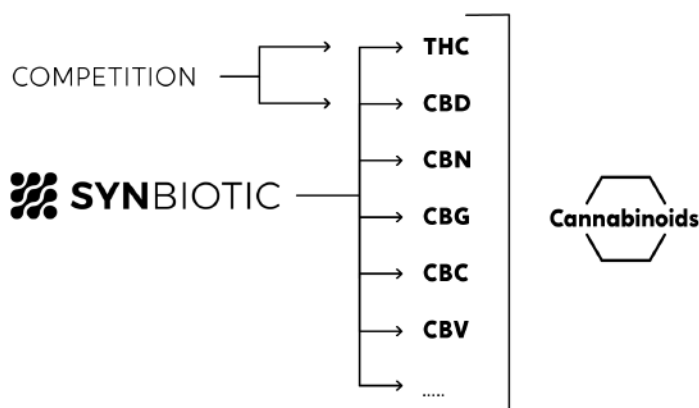 COMPETITION
SYNBIOTIC
THC
CBD
CBN
CBG
CBC
CBV
.....
Cannabinoids